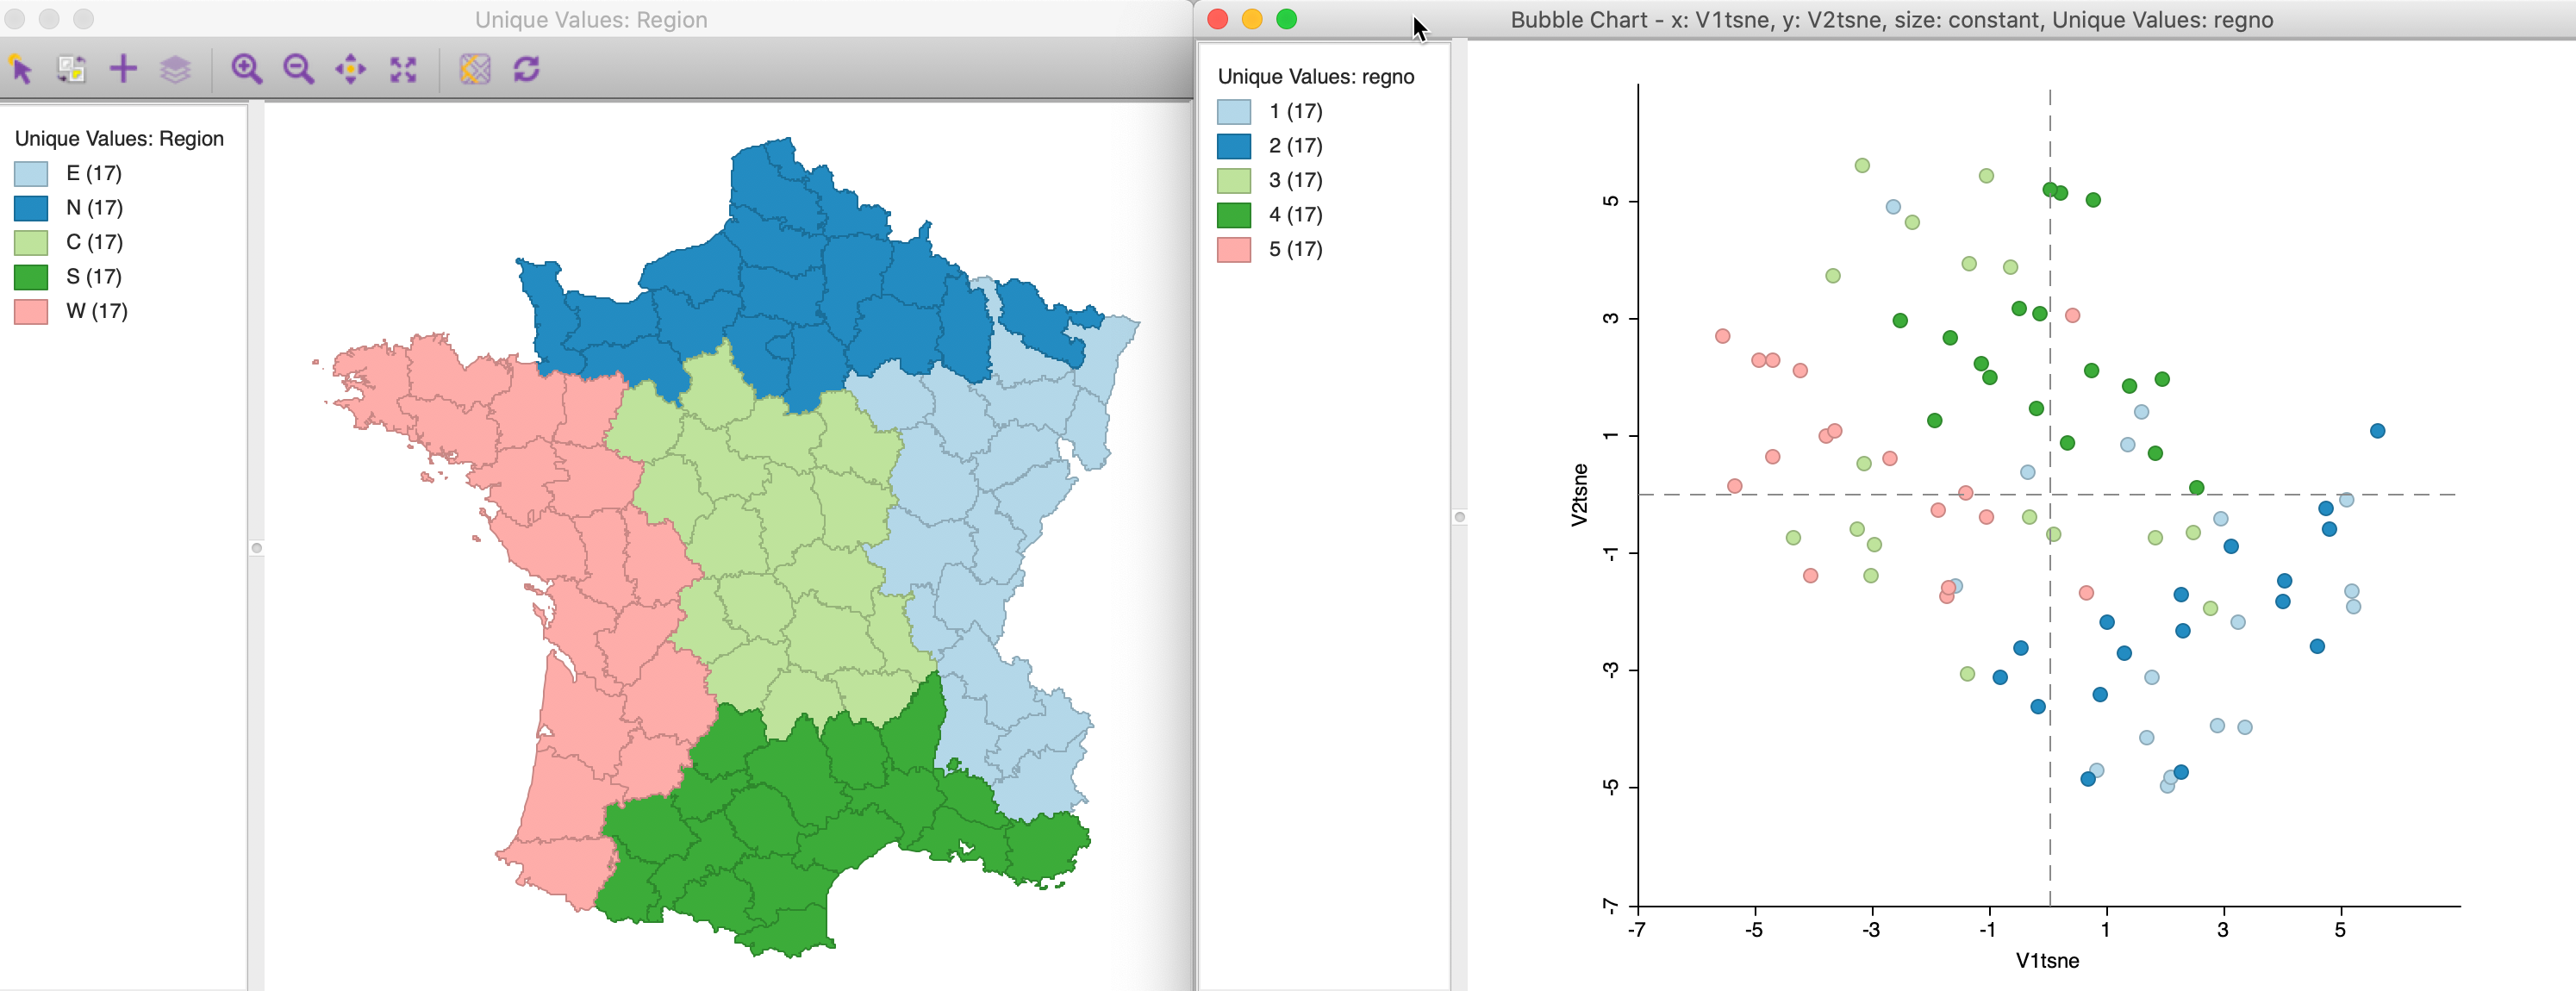 Unique Values: Region
Unique Values: Region
E (17)
N (17)
C (17)
S (17)
W (17)
Bubble Chart - x: V1tsne, y: V2tsne, size: constant, Unique Values: regno
Unique Values: regno
1 (17)
2 (17)
3 (17)
4 (17)
5 (17)
V2tsne
5
3
1
-1
-3
-5
-7
-7 -5 -3 -1 1 3 5
V1tsne